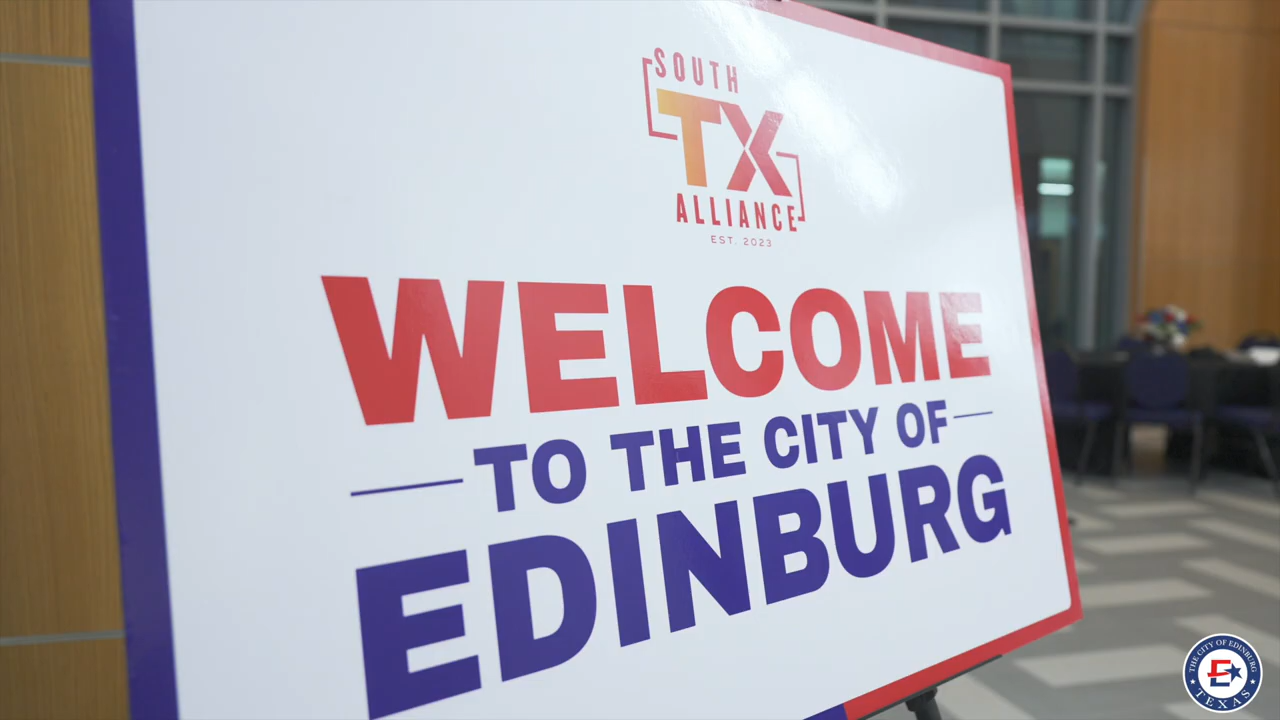 SOUTH
TX
ALLIANCE
EST. 2023
WELCOME
TO THE CITY OF
EDINBURG
THE CITY OF EDINBURG
E
TEXAS